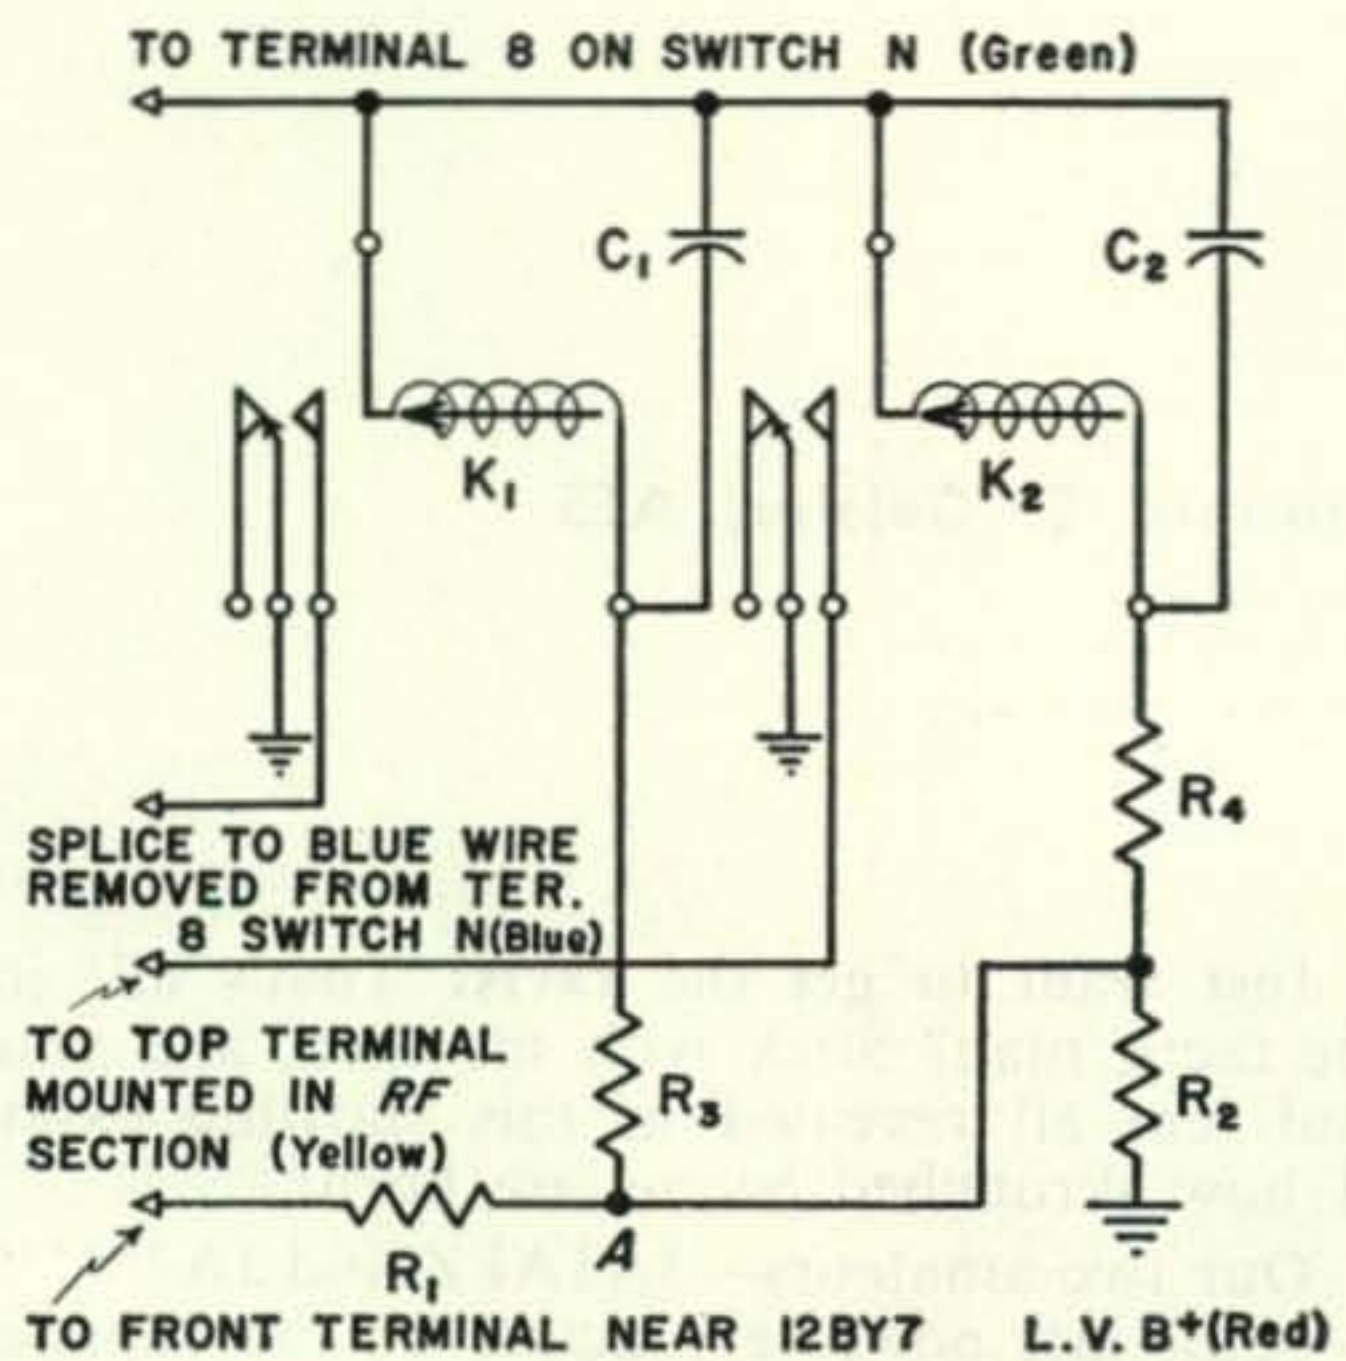 TO TERMINAL 8 ON SWITCH N (Green)
C₁
C₂
K₁
K₂
R₄
SPLICE TO BLUE WIRE
REMOVED FROM TER.
8 SWITCH N(Blue)
TO TOP TERMINAL
MOUNTED IN RF
SECTION (Yellow)
R₃
R₂
A
R₁
TO FRONT TERMINAL NEAR 12BY7 L.V. B+(Red)